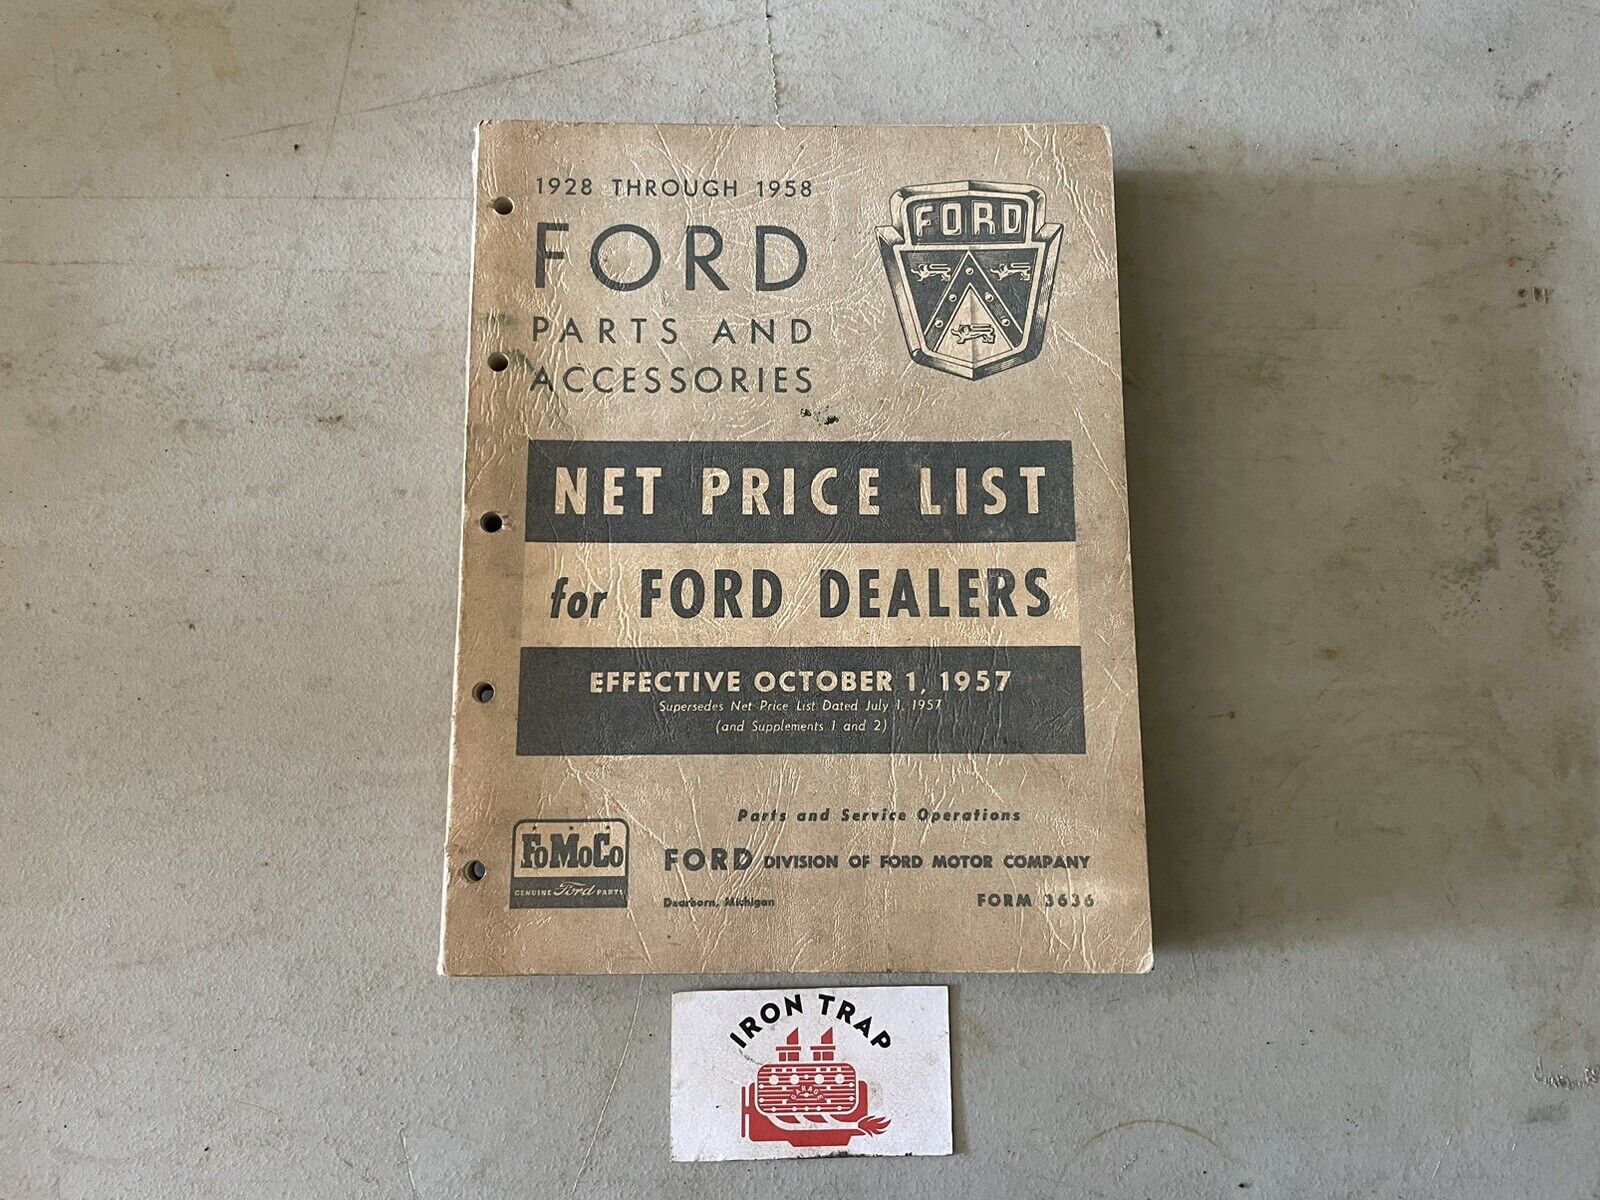 1928 THROUGH 1958
FORD
PARTS AND
ACCESSORIES
FORD
NET PRICE LIST
for FORD DEALERS
EFFECTIVE OCTOBER 1, 1957
Supersedes Net Price List Dated July 1, 1957
(and Supplements 1 and 2)
Parts and Service Operations
FORD DIVISION OF FORD MOTOR COMPANY
Dearborn, Michigan
FORM 3636
FoMoCo
GENUINE Ford PARTS
IRON TRAP
GARAGE